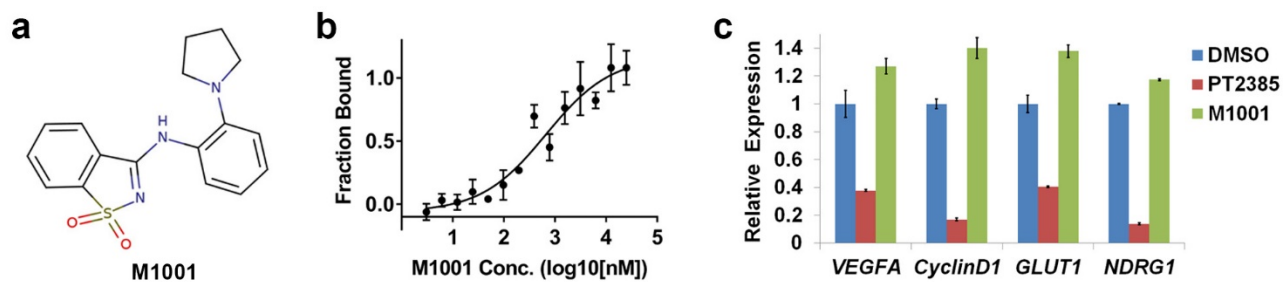 a
N
H
N
N
S
O
O
M1001
b
Fraction Bound
1.0
0.5
0.0
1 2 3 4 5
M1001 Conc. (log10[nM])
c
Relative Expression
1.4
1.2
1
0.8
0.6
0.4
0.2
0
VEGFA CyclinD1 GLUT1 NDRG1
DMSO
PT2385
M1001